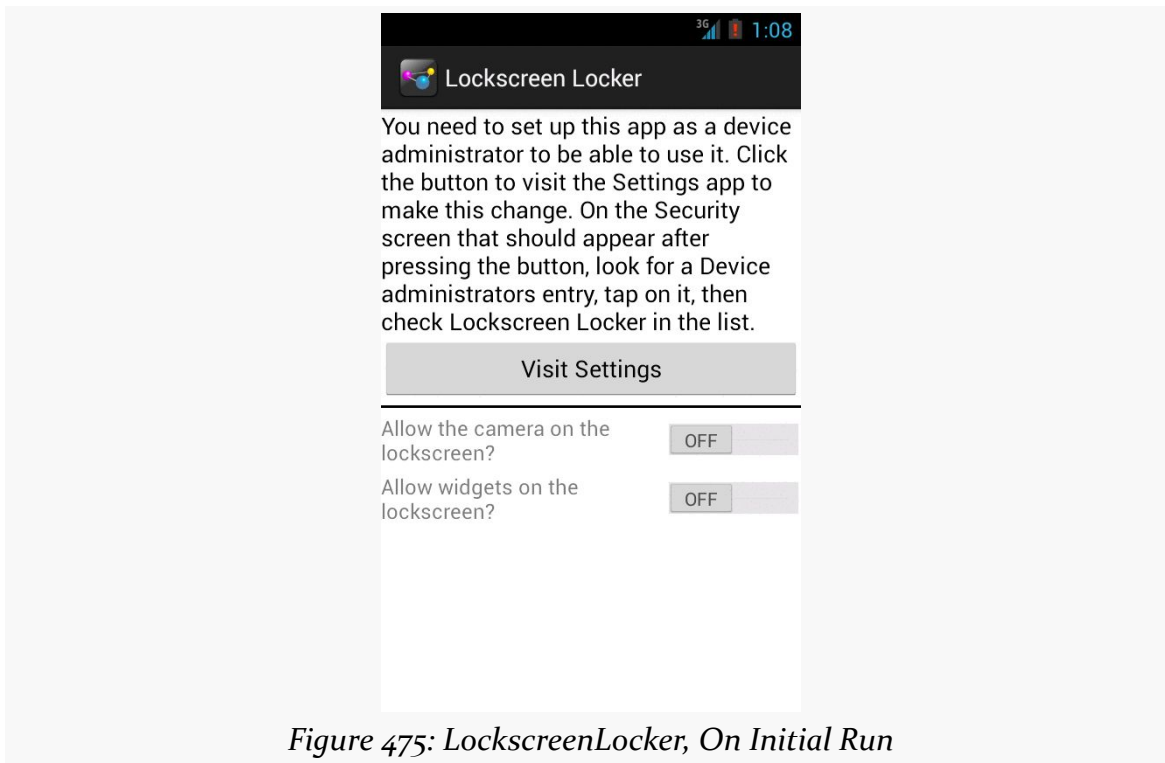 3G 1:08
Lockscreen Locker
You need to set up this app as a device
administrator to be able to use it. Click
the button to visit the Settings app to
make this change. On the Security
screen that should appear after
pressing the button, look for a Device
administrators entry, tap on it, then
check Lockscreen Locker in the list.
Visit Settings
Allow the camera on the
lockscreen?
OFF
Allow widgets on the
lockscreen?
OFF
Figure 475: LockscreenLocker, On Initial Run